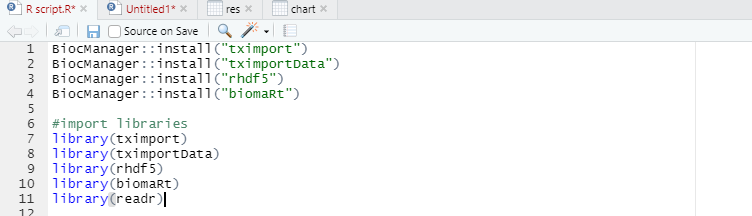 R script.R* Untitled1* res chart
Source on Save
1 BiocManager::install("tximport")
2 BiocManager::install("tximportData")
3 BiocManager::install("rhdf5")
4 BiocManager::install("biomaRt")
5
6 #import libraries
7 library(tximport)
8 library(tximportData)
9 library(rhdf5)
10 library(biomaRt)
11 library(readr)
12